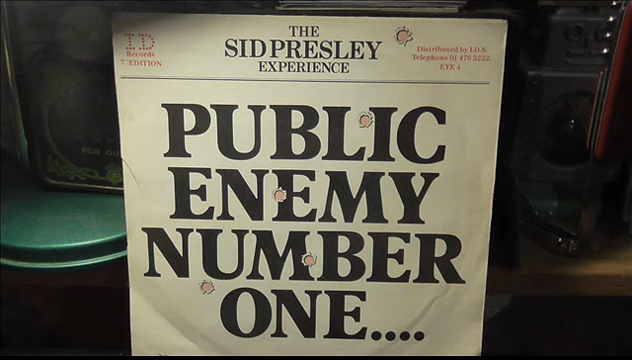 THE
SID PRESLEY
EXPERIENCE
ID
Records
7" EDITION
Distributed by I.D.S.
Telephone 01 476 3222.
EYE 4
PUBLIC
ENEMY
NUMBER
ONE....